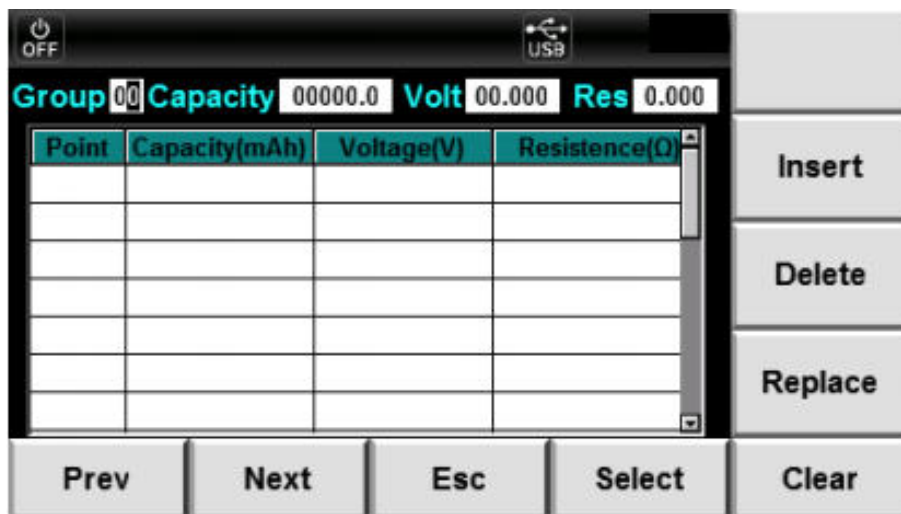 OFF USB
Group 00 Capacity 00000.0 Volt 00.000 Res 0.000
Point Capacity(mAh) Voltage(V) Resistence(Ω)
Insert
Delete
Replace
Prev Next Esc Select Clear